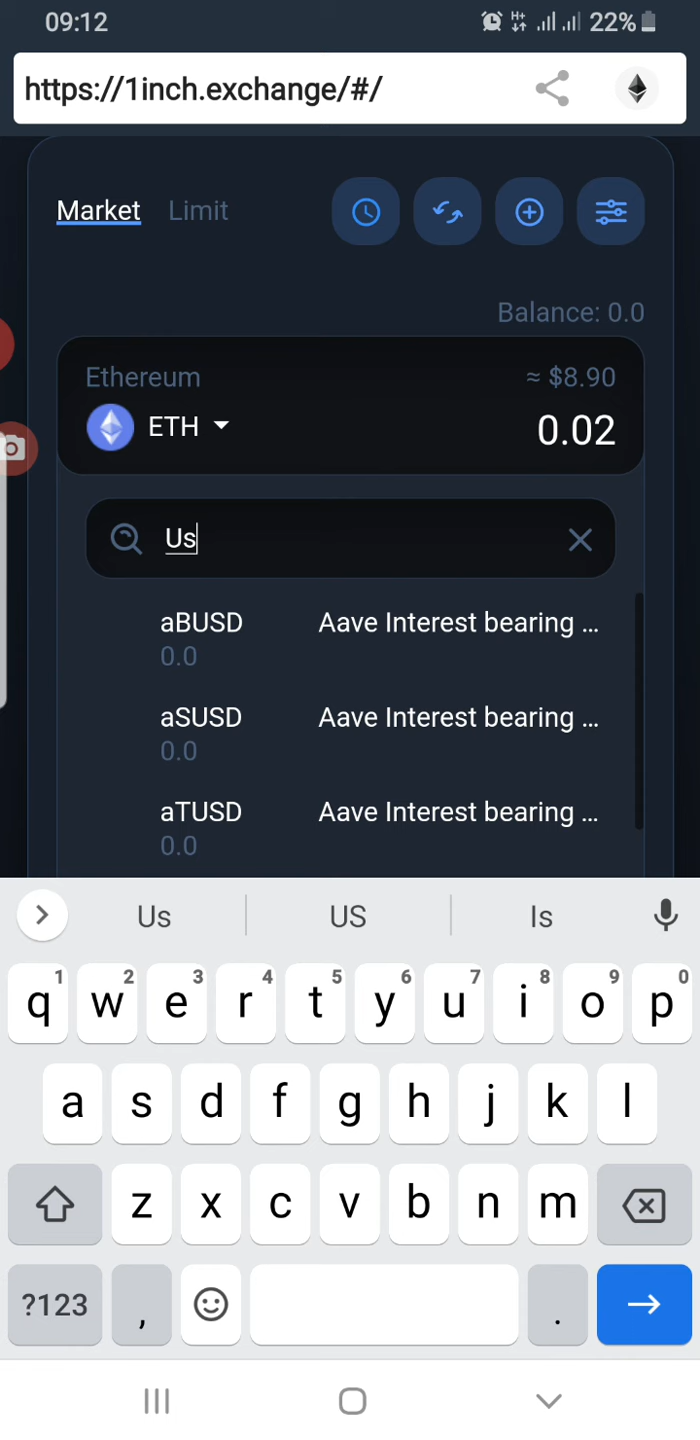 09:12 22%
https://1inch.exchange/#/
Market Limit
Balance: 0.0
Ethereum ≈ $8.90
ETH 0.02
Us
aBUSD Aave Interest bearing ...
0.0
aSUSD Aave Interest bearing ...
0.0
aTUSD Aave Interest bearing ...
0.0
Us US Is
1 2 3 4 5 6 7 8 9 0
q w e r t y u i o p
a s d f g h j k l
z x c v b n m
?123 , .